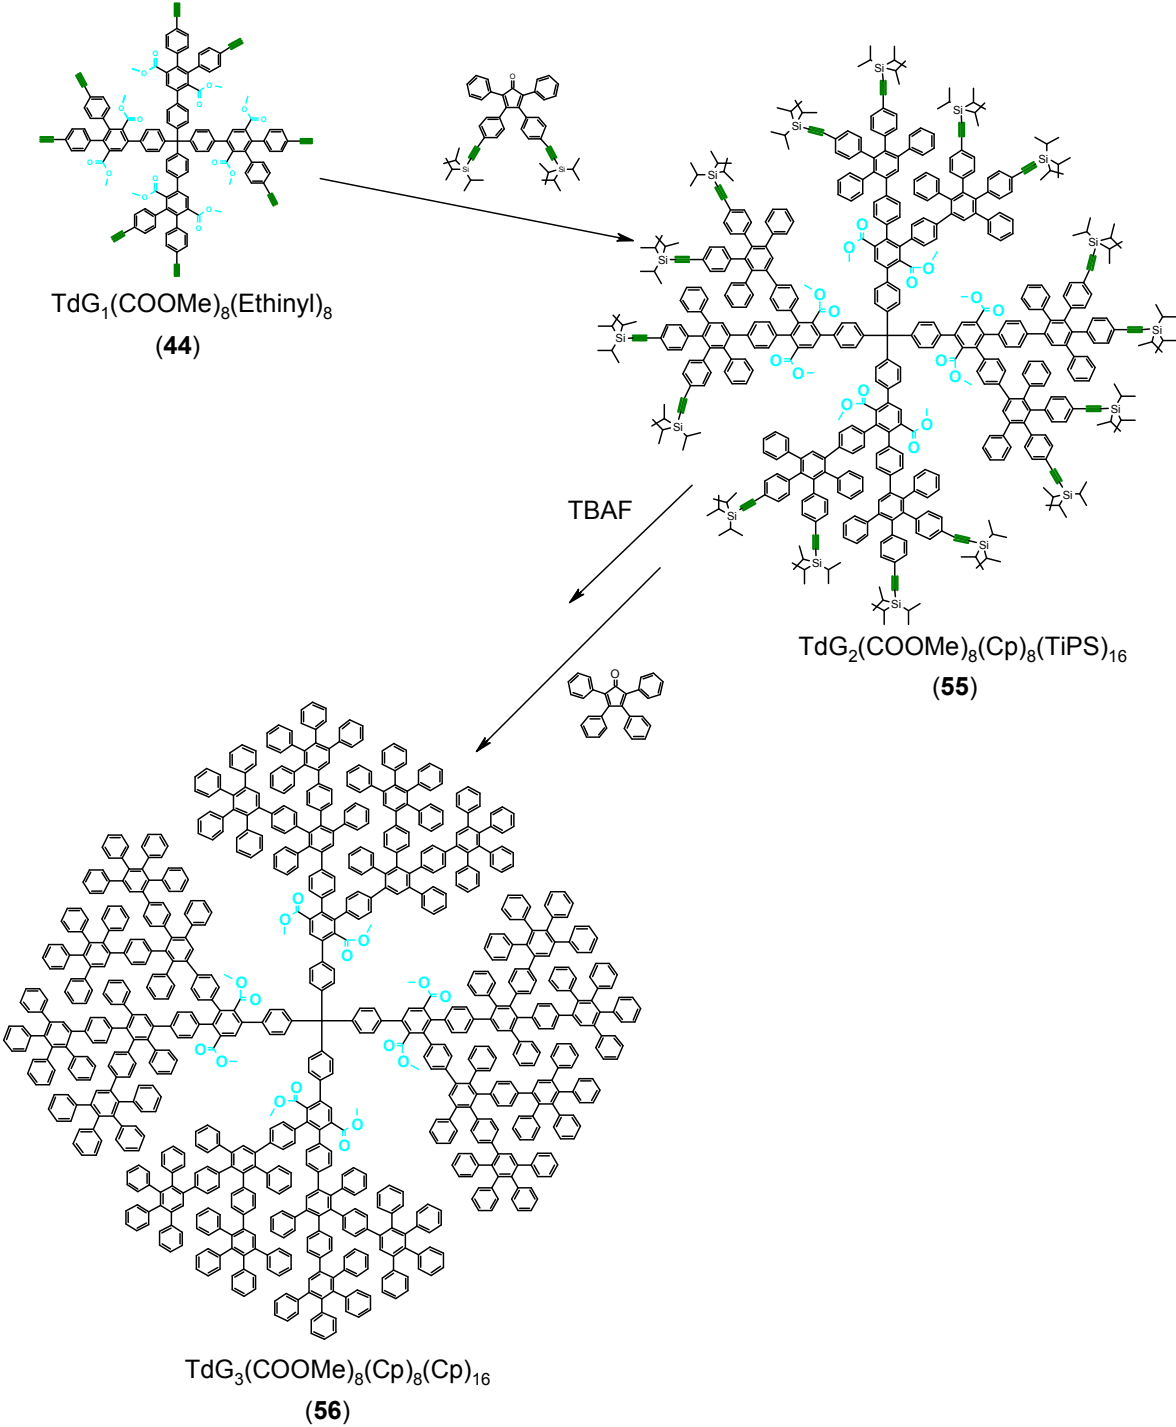 TdG₁(COOMe)₈(Ethinyl)₈
(44)
TBAF
TdG₂(COOMe)₈(Cp)₈(TiPS)₁₆
(55)
TdG₃(COOMe)₈(Cp)₈(Cp)₁₆
(56)